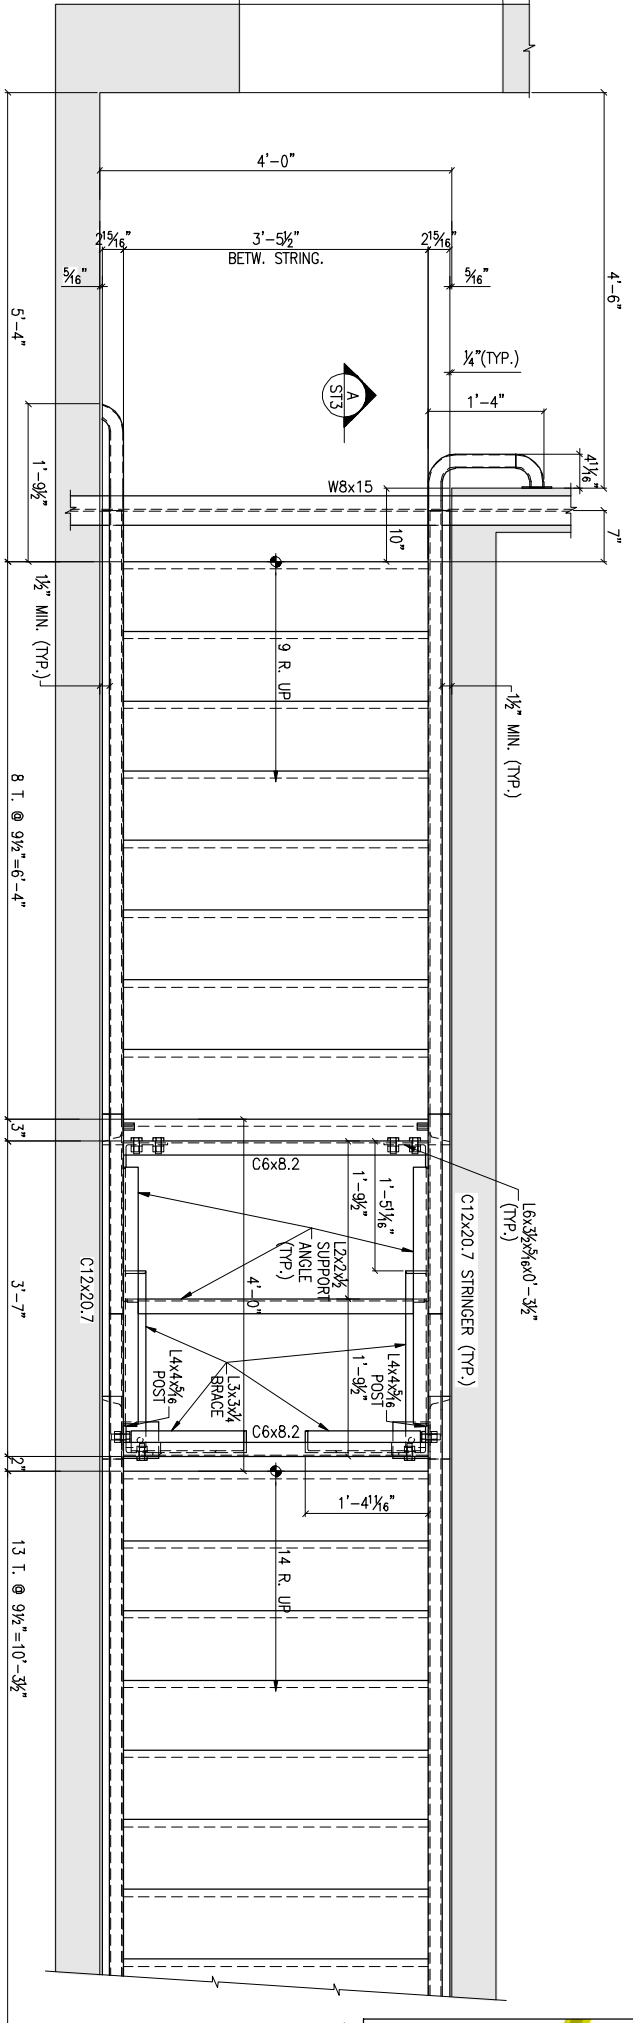 4'-0"
2 15/16"
3'-5 1/2"
BETW. STRING.
2 15/16"
5/16"
5/16"
4'-6"
5'-4"
1/4"(TYP.)
A
ST3
1'-4"
4 11/16"
1'-9 1/2"
W8x15
10"
7"
1 1/2" MIN. (TYP.)
9 R. UP
1 1/2" MIN. (TYP.)
8 T. @ 9 1/2"=6'-4"
3"
C6x8.2
1'-9 1/2"
1'-5 11/16"
L6x3 1/2x5/16x0'-3 1/2"
(TYP.)
C12x20.7 STRINGER (TYP.)
C12x20.7
L2x2x1/2
SUPPORT
ANGLE
(TYP.)
4'-0"
3'-7"
L4x4x5/16
POST
L3x3x1/4
BRACE
1'-9 1/2"
L4x4x5/16
POST
C6x8.2
2"
1'-4 11/16"
14 R. UP
13 T. @ 9 1/2"=10'-3 1/2"